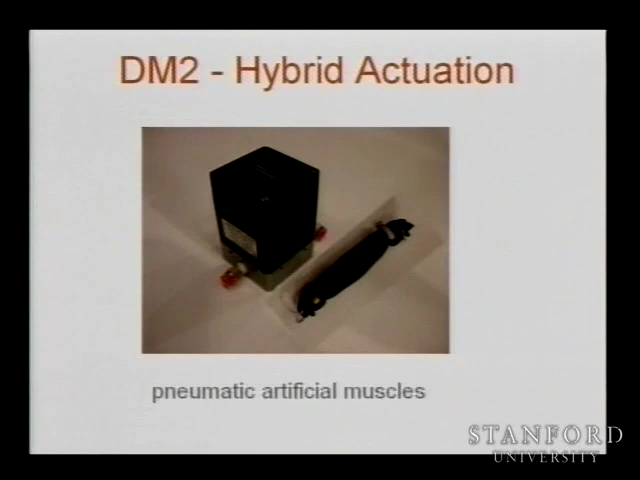 DM2 - Hybrid Actuation
pneumatic artificial muscles
STANFORD
UNIVERSITY